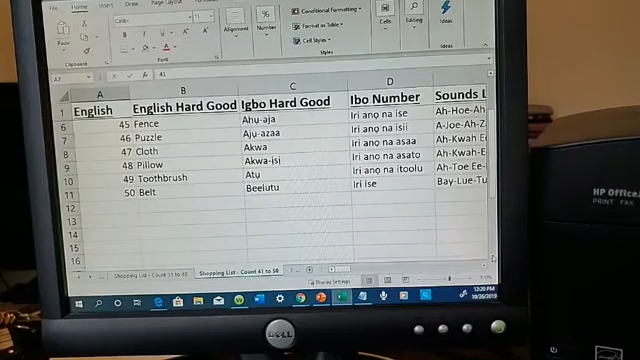 File Home Insert Draw Page Layout
Calibri 11
Paste
Font
Alignment
Number
Conditional Formatting
Format as Table
Cell Styles
Styles
Cells
Editing
Ideas
Ideas
41
A B C D
1 English English Hard Good Igbo Hard Good Ibo Number Sounds L
6 45 Fence Ahụ-aja Iri anọ na ise Ah-Hoe-Ah-
7 46 Puzzle Ajụ-azaa Iri anọ na isii A-Joe-Ah-Z
8 47 Cloth Akwa Iri anọ na asaa Ah-Kwah E
9 48 Pillow Akwa-isi Iri anọ na asato Ah-Kwah-E
10 49 Toothbrush Atụ Iri anọ na itoolu Ah-Toe Ee-
11 50 Belt Beelutu Iri ise Bay-Lue-Tu
12
13
14
15
16
Shopping List - Count 31 to 40 Shopping List - Count 41 to 50
Display Settings
12:20 PM
10/26/2019
DELL
HP OfficeJ
PRINT FAX